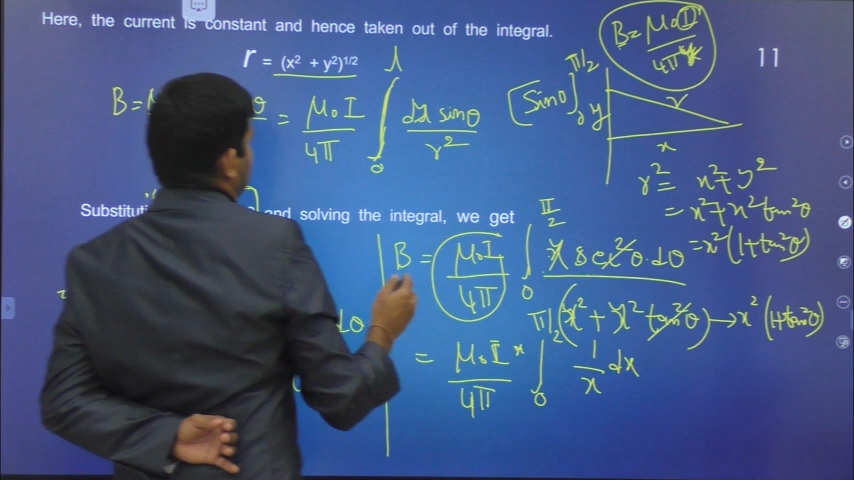 Here, the current is constant and hence taken out of the integral.
r = (x² + y²)^1/2
11
B = μ₀I / 4π
B =
= μ₀I / 4π ∫₀^λ dx sinθ / r²
[sinθ]₀^π/2
y r
x
r² = x² + y²
= x² + x² tan²θ
= x² (1 + tan²θ)
and solving the integral, we get
B = μ₀I / 4π ∫₀^π/2 x sec²θ · dθ / (x² + x² tan²θ) → x² (1 + tan²θ)
dθ
= μ₀I / 4π ∫₀^π/2 1/x dx